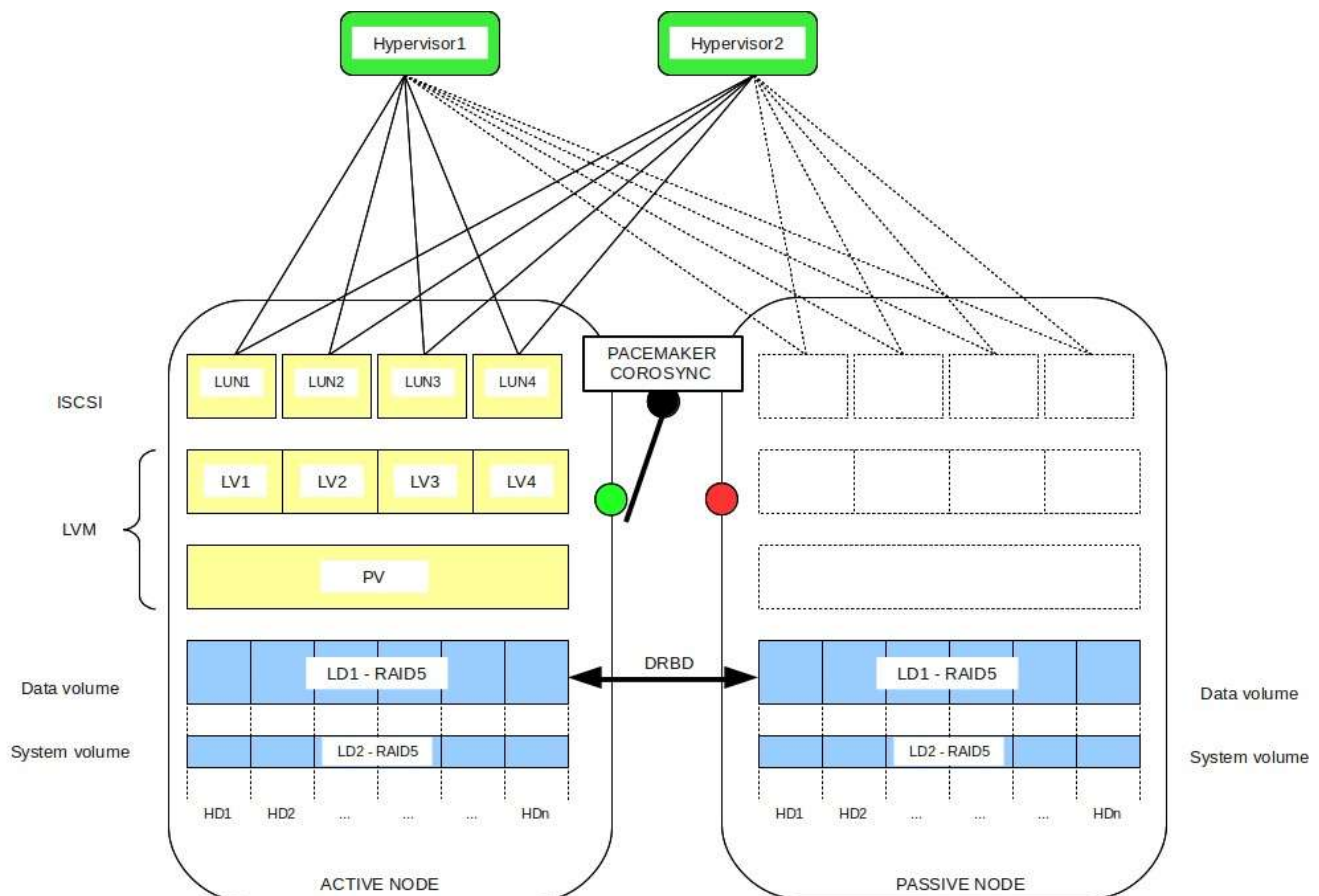 Hypervisor1
Hypervisor2
PACEMAKER
COROSYNC
ISCSI
LUN1
LUN2
LUN3
LUN4
LVM
LV1
LV2
LV3
LV4
PV
DRBD
Data volume
LD1 - RAID5
LD1 - RAID5
Data volume
System volume
LD2 - RAID5
LD2 - RAID5
System volume
HD1
HD2
...
...
...
HDn
HD1
HD2
...
...
...
HDn
ACTIVE NODE
PASSIVE NODE